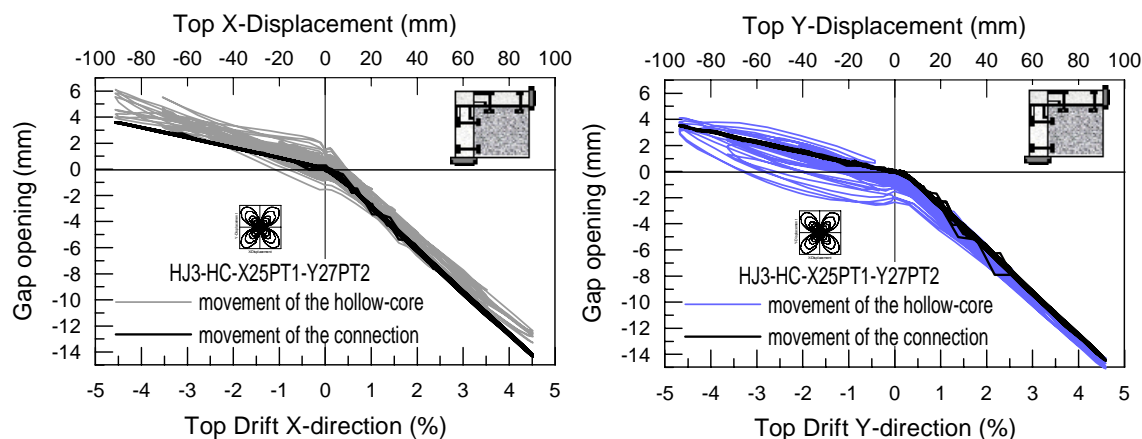 Top X-Displacement (mm)
-100 -80 -60 -40 -20 0 20 40 60 80 100
6
4
2
0
-2
-4
-6
-8
-10
-12
-14
Gap opening (mm)
HJ3-HC-X25PT1-Y27PT2
movement of the hollow-core
movement of the connection
-5 -4 -3 -2 -1 0 1 2 3 4 5
Top Drift X-direction (%)
Top Y-Displacement (mm)
-100 -80 -60 -40 -20 0 20 40 60 80 100
6
4
2
0
-2
-4
-6
-8
-10
-12
-14
Gap opening (mm)
HJ3-HC-X25PT1-Y27PT2
movement of the hollow-core
movement of the connection
-5 -4 -3 -2 -1 0 1 2 3 4 5
Top Drift Y-direction (%)